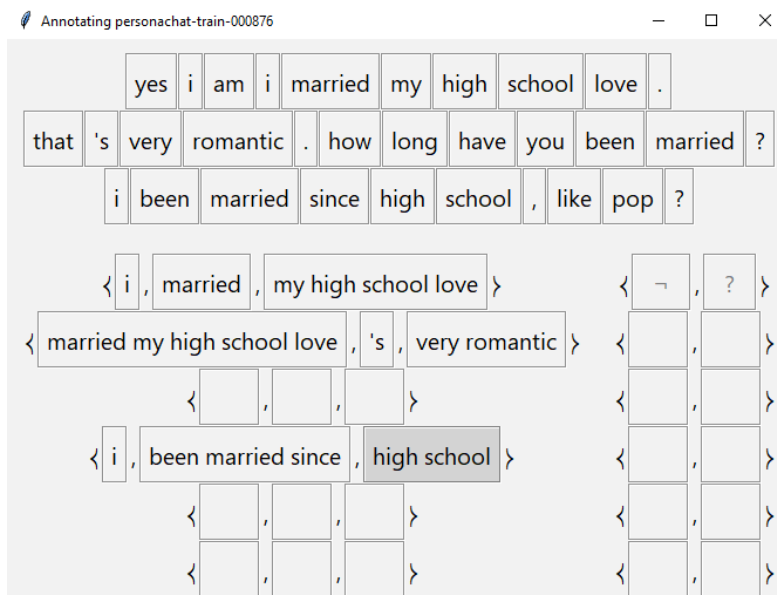 Annotating personachat-train-000876
yes i am i married my high school love .
that 's very romantic . how long have you been married ?
i been married since high school , like pop ?
⟨ i , married , my high school love ⟩ ⟨ ¬ , ? ⟩
⟨ married my high school love , 's , very romantic ⟩ ⟨ , ⟩
⟨ , , ⟩ ⟨ , ⟩
⟨ i , been married since , high school ⟩ ⟨ , ⟩
⟨ , , ⟩ ⟨ , ⟩
⟨ , , ⟩ ⟨ , ⟩